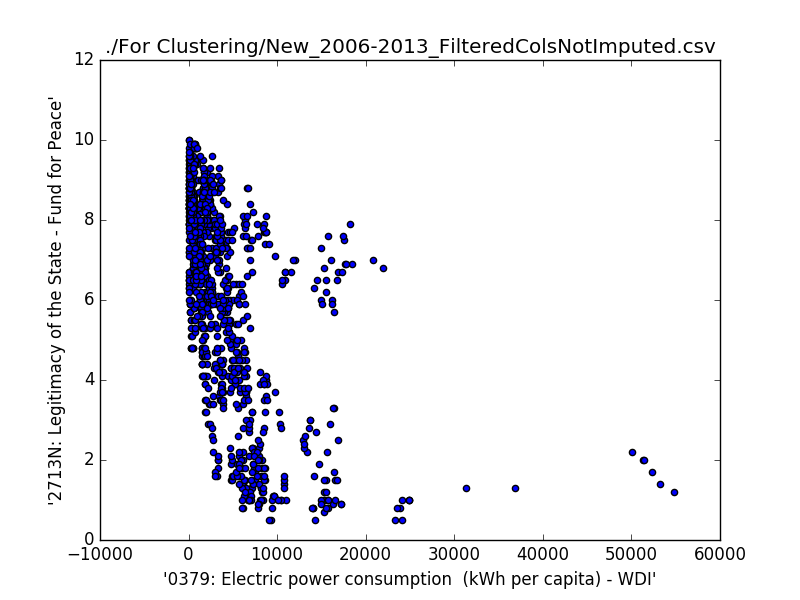 ./For Clustering/New_2006-2013_FilteredColsNotImputed.csv
12
10
8
6
4
2
0
'2713N: Legitimacy of the State - Fund for Peace'
−10000 0 10000 20000 30000 40000 50000 60000
'0379: Electric power consumption  (kWh per capita) - WDI'